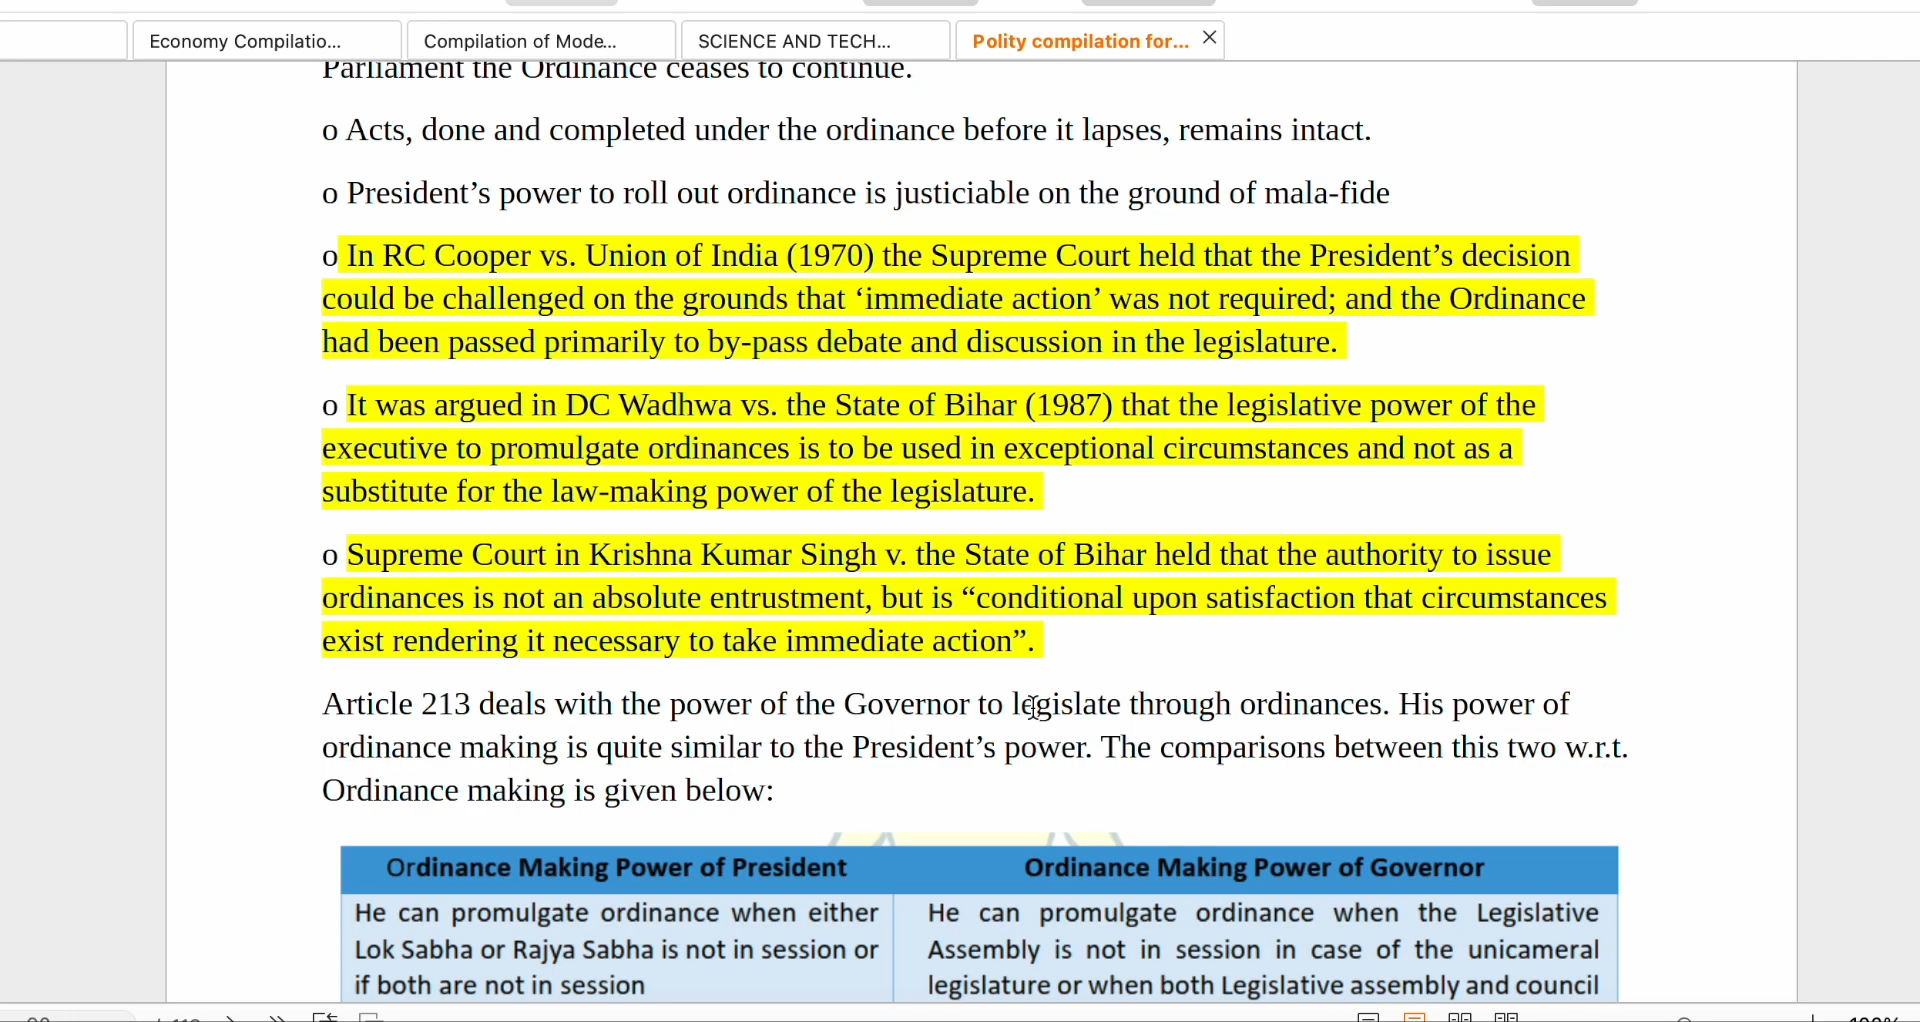 Economy Compilatio...
Compilation of Mode...
SCIENCE AND TECH...
Polity compilation for...
Parliament the Ordinance ceases to continue.
o Acts, done and completed under the ordinance before it lapses, remains intact.
o President’s power to roll out ordinance is justiciable on the ground of mala-fide
o In RC Cooper vs. Union of India (1970) the Supreme Court held that the President’s decision
could be challenged on the grounds that ‘immediate action’ was not required; and the Ordinance
had been passed primarily to by-pass debate and discussion in the legislature.
o It was argued in DC Wadhwa vs. the State of Bihar (1987) that the legislative power of the
executive to promulgate ordinances is to be used in exceptional circumstances and not as a
substitute for the law-making power of the legislature.
o Supreme Court in Krishna Kumar Singh v. the State of Bihar held that the authority to issue
ordinances is not an absolute entrustment, but is “conditional upon satisfaction that circumstances
exist rendering it necessary to take immediate action”.
Article 213 deals with the power of the Governor to legislate through ordinances. His power of
ordinance making is quite similar to the President’s power. The comparisons between this two w.r.t.
Ordinance making is given below:
Ordinance Making Power of President
He can promulgate ordinance when either
Lok Sabha or Rajya Sabha is not in session or
if both are not in session
Ordinance Making Power of Governor
He can promulgate ordinance when the Legislative
Assembly is not in session in case of the unicameral
legislature or when both Legislative assembly and council